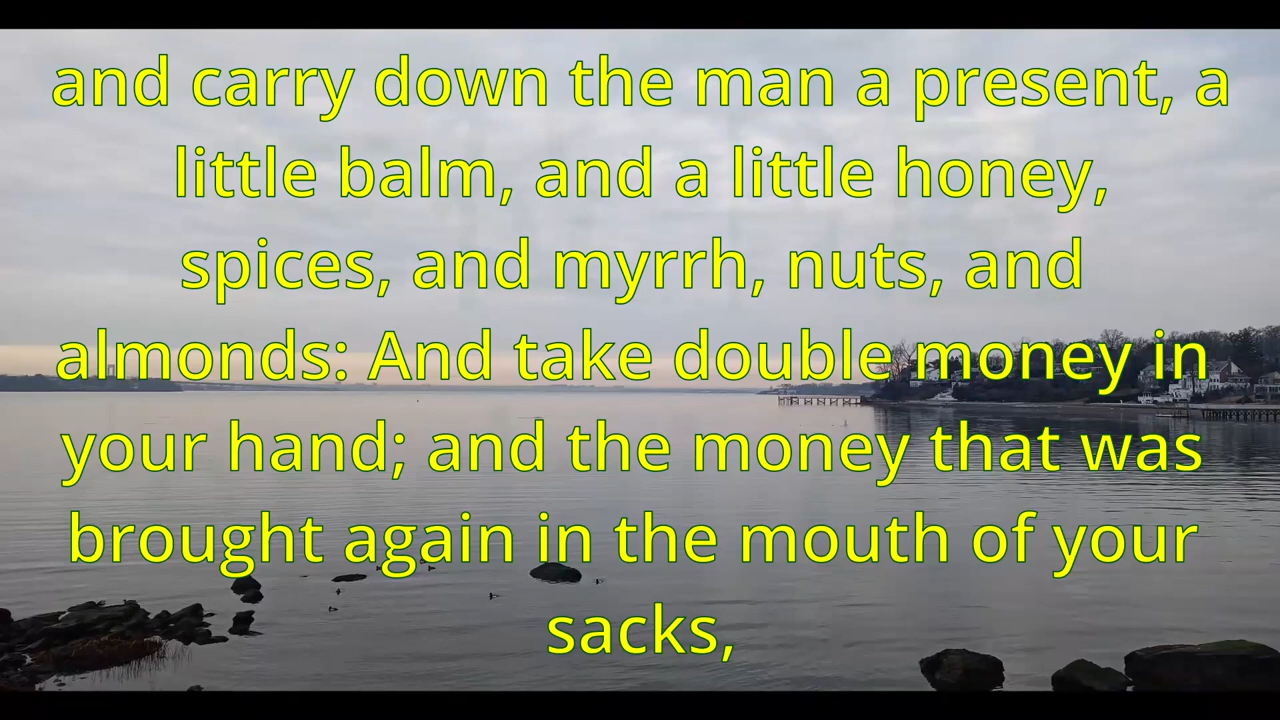 and carry down the man a present, a
little balm, and a little honey,
spices, and myrrh, nuts, and
almonds: And take double money in
your hand; and the money that was
brought again in the mouth of your
sacks,